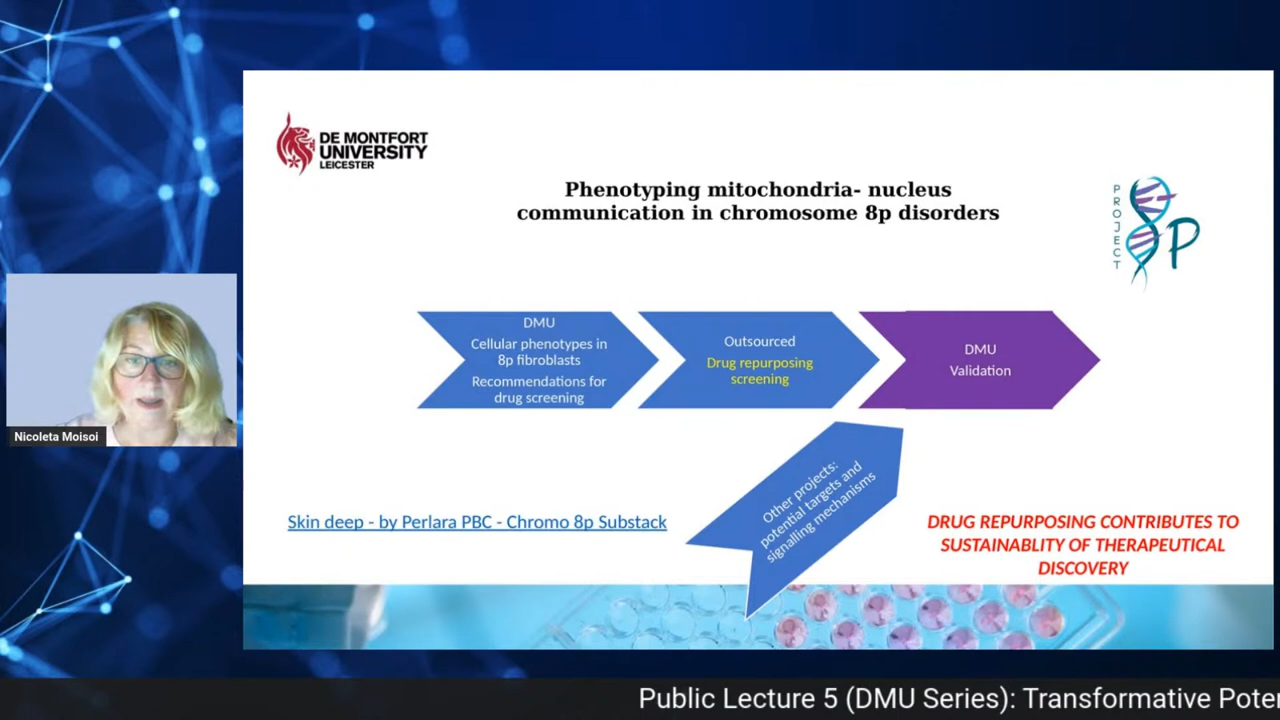 DE MONTFORT
UNIVERSITY
LEICESTER
Phenotyping mitochondria- nucleus
communication in chromosome 8p disorders
PROJECT
8P
DMU
Cellular phenotypes in
8p fibroblasts
Recommendations for
drug screening
Outsourced
Drug repurposing
screening
DMU
Validation
Other projects:
potential targets and
signalling mechanisms
Nicoleta Moisoi
Skin deep - by Perlara PBC - Chromo 8p Substack
DRUG REPURPOSING CONTRIBUTES TO
SUSTAINABLITY OF THERAPEUTICAL
DISCOVERY
Public Lecture 5 (DMU Series): Transformative Pote